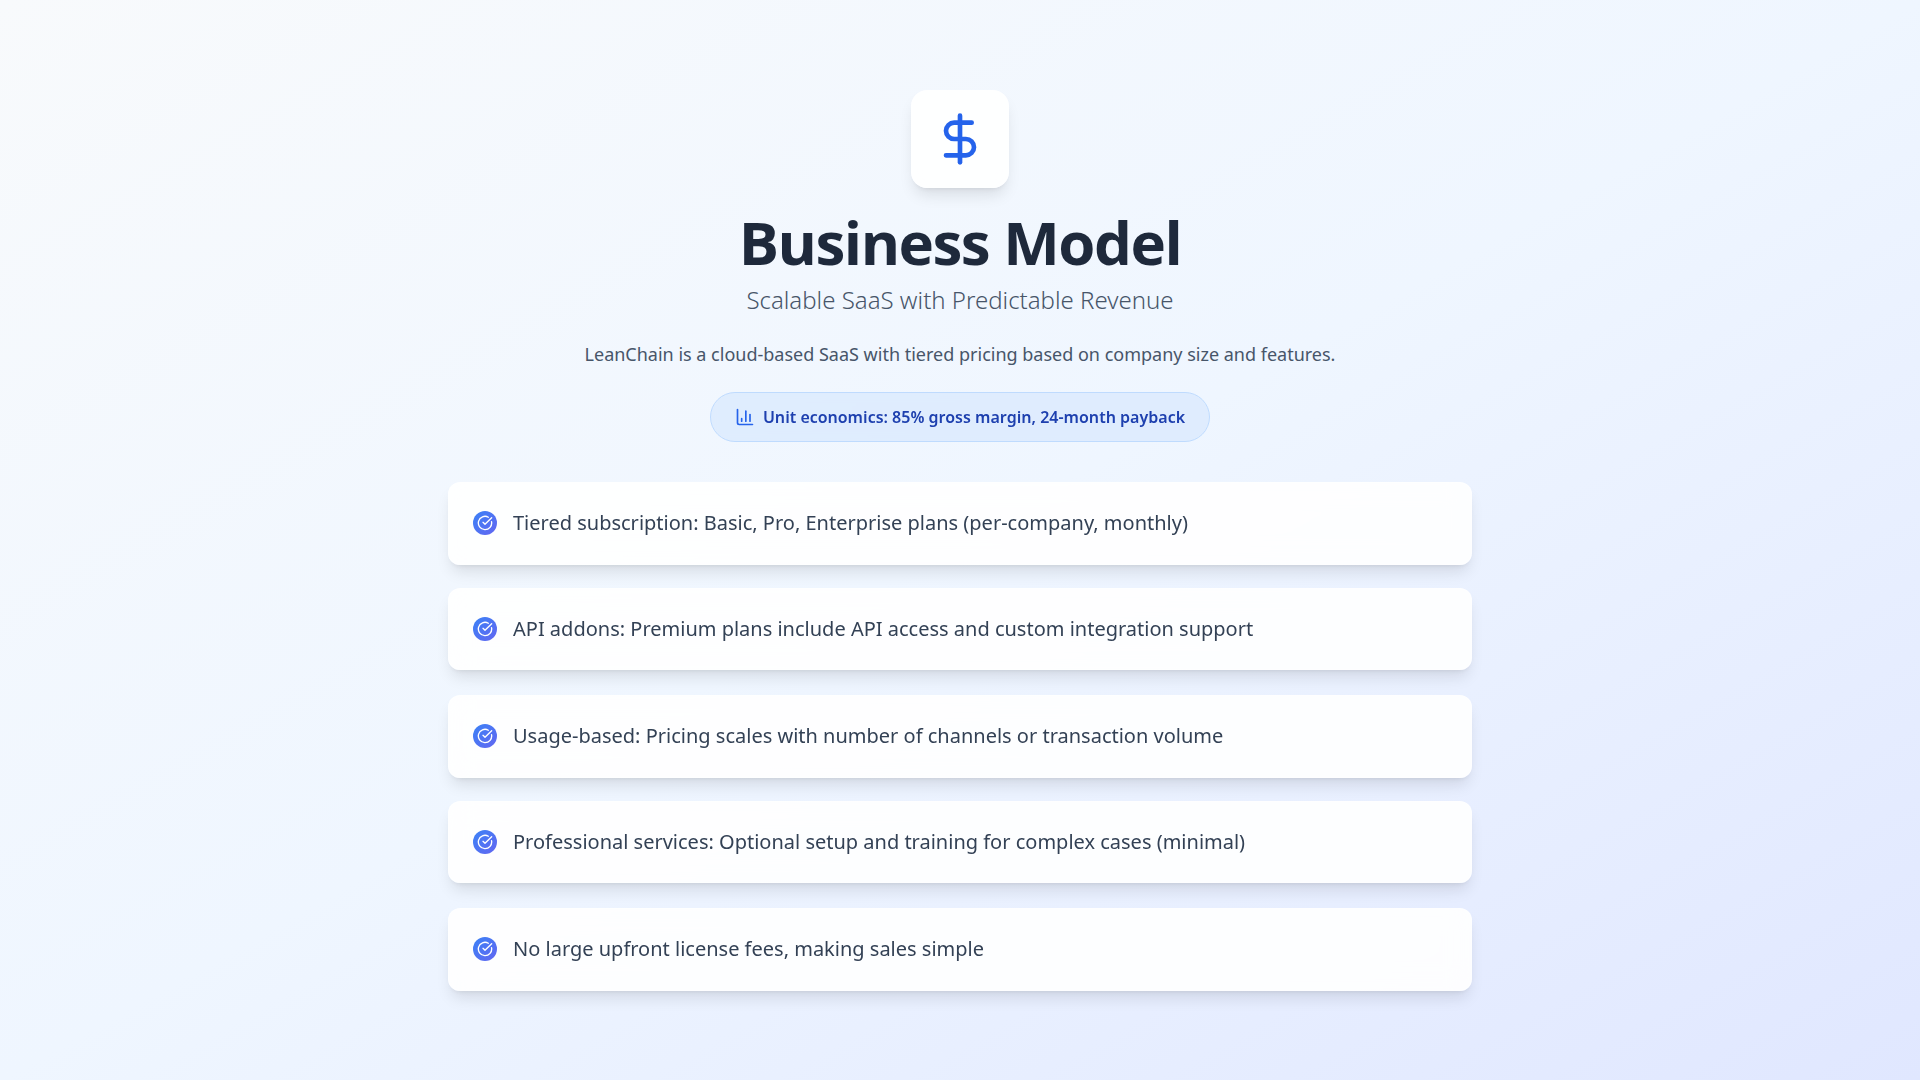 Business Model
Scalable SaaS with Predictable Revenue
LeanChain is a cloud-based SaaS with tiered pricing based on company size and features.
Unit economics: 85% gross margin, 24-month payback
Tiered subscription: Basic, Pro, Enterprise plans (per-company, monthly)
API addons: Premium plans include API access and custom integration support
Usage-based: Pricing scales with number of channels or transaction volume
Professional services: Optional setup and training for complex cases (minimal)
No large upfront license fees, making sales simple